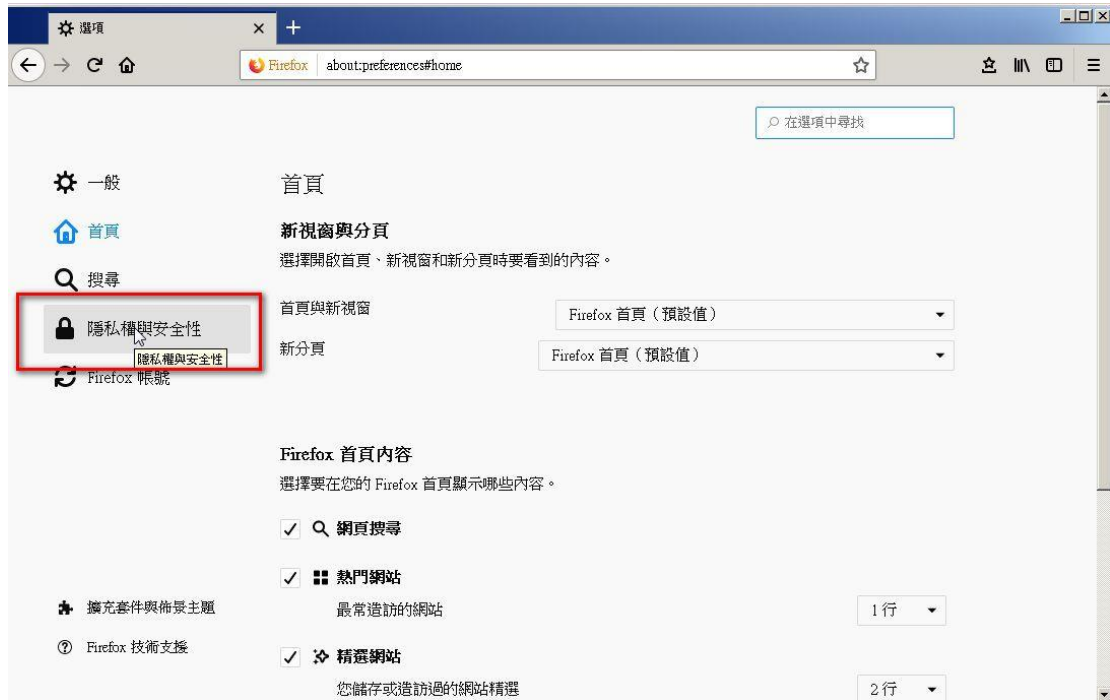 選項
Firefox about:preferences#home
在選項中尋找
一般
首頁
搜尋
隱私權與安全性
隱私權與安全性
Firefox 帳號
擴充套件與佈景主題
Firefox 技術支援
首頁
新視窗與分頁
選擇開啟首頁、新視窗和新分頁時要看到的內容。
首頁與新視窗 Firefox 首頁（預設值）
新分頁 Firefox 首頁（預設值）
Firefox 首頁內容
選擇要在您的 Firefox 首頁顯示哪些內容。
網頁搜尋
熱門網站
最常造訪的網站 1 行
精選網站
您儲存或造訪過的網站精選 2 行